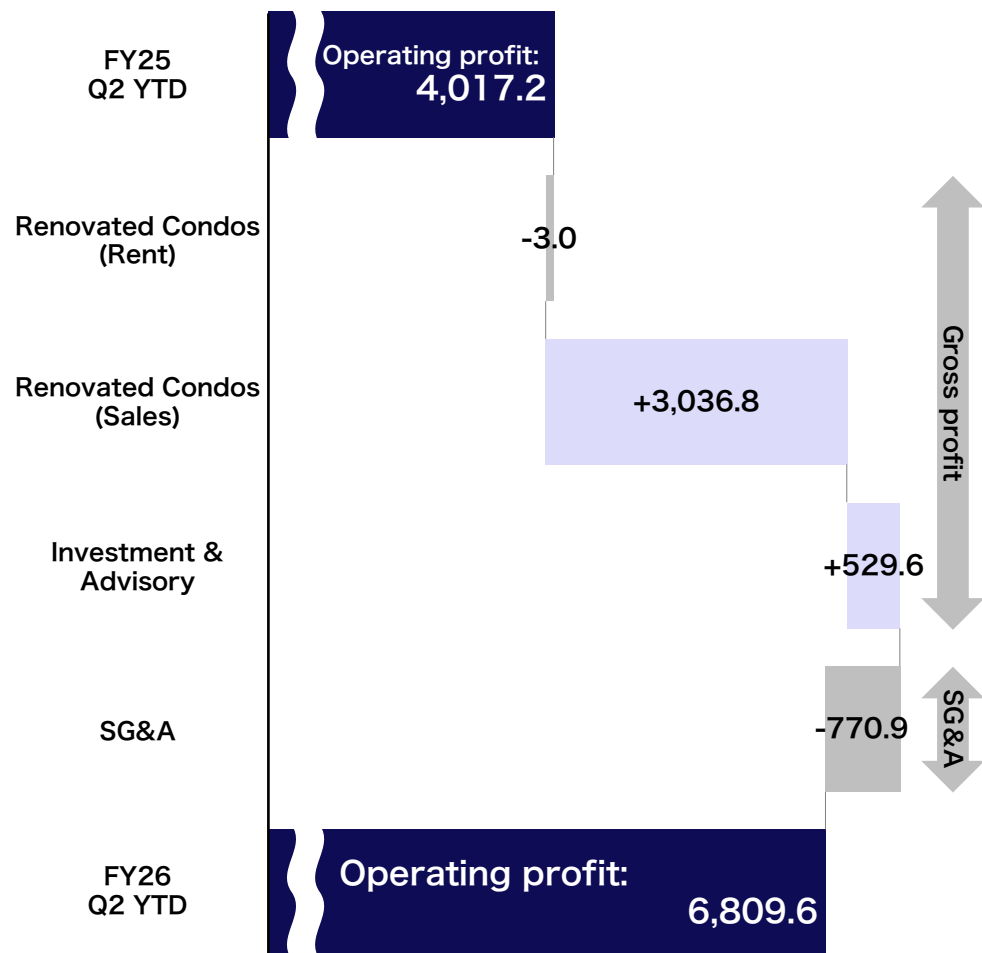 FY25
Q2 YTD
Operating profit:
4,017.2
Renovated Condos
(Rent)
-3.0
Renovated Condos
(Sales)
+3,036.8
Gross profit
Investment &
Advisory
+529.6
SG&A
-770.9
SG&A
FY26
Q2 YTD
Operating profit:
6,809.6